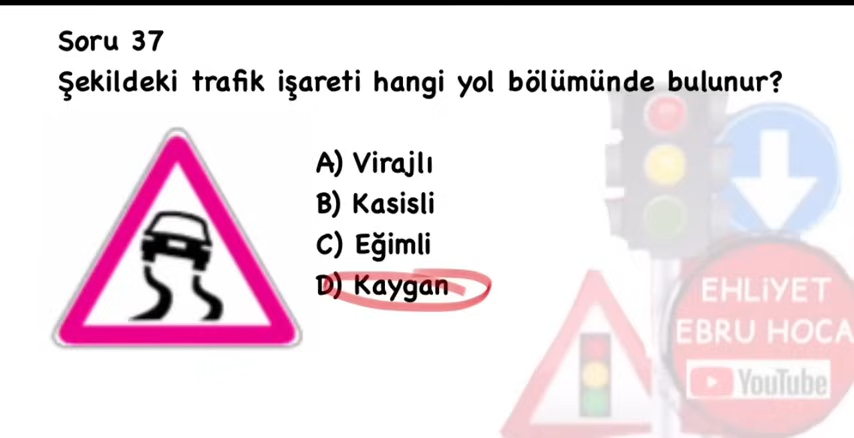 Soru 37
Şekildeki trafik işareti hangi yol bölümünde bulunur?
A) Virajlı
B) Kasisli
C) Eğimli
D) Kaygan
EHLİYET
EBRU HOCA
YouTube